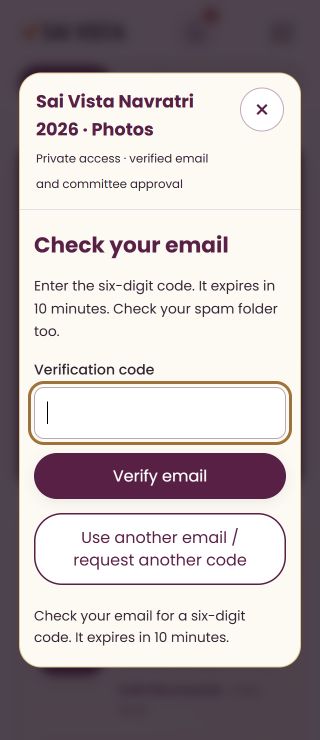 SAI VISTA
Sai Vista Navratri
2026 · Photos
Private access · verified email
and committee approval
Check your email
Enter the six-digit code. It expires in
10 minutes. Check your spam folder
too.
Verification code
Verify email
Use another email /
request another code
Check your email for a six-digit
code. It expires in 10 minutes.